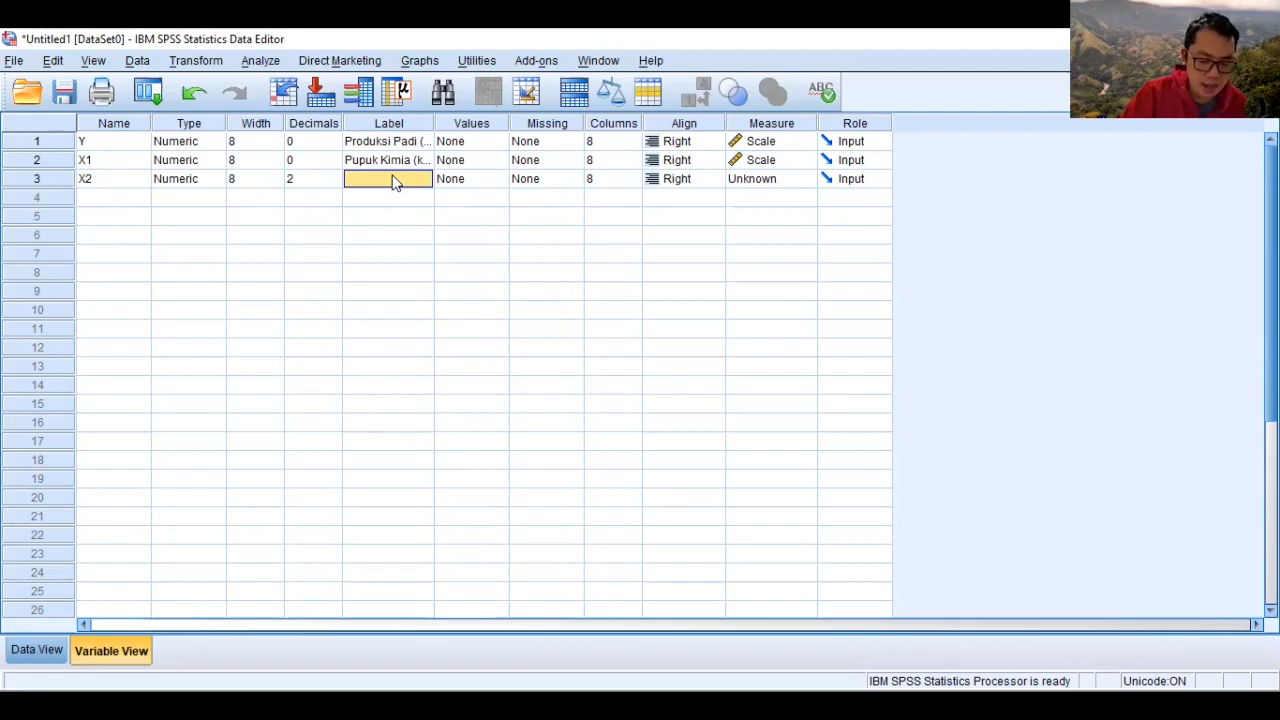 *Untitled1 [DataSet0] - IBM SPSS Statistics Data Editor
File Edit View Data Transform Analyze Direct Marketing Graphs Utilities Add-ons Window Help
Name Type Width Decimals Label Values Missing Columns Align Measure Role
1 Y Numeric 8 0 Produksi Padi (... None None 8 Right Scale Input
2 X1 Numeric 8 0 Pupuk Kimia (k... None None 8 Right Scale Input
3 X2 Numeric 8 2 None None 8 Right Unknown Input
4
5
6
7
8
9
10
11
12
13
14
15
16
17
18
19
20
21
22
23
24
25
26
Data View Variable View
IBM SPSS Statistics Processor is ready Unicode:ON